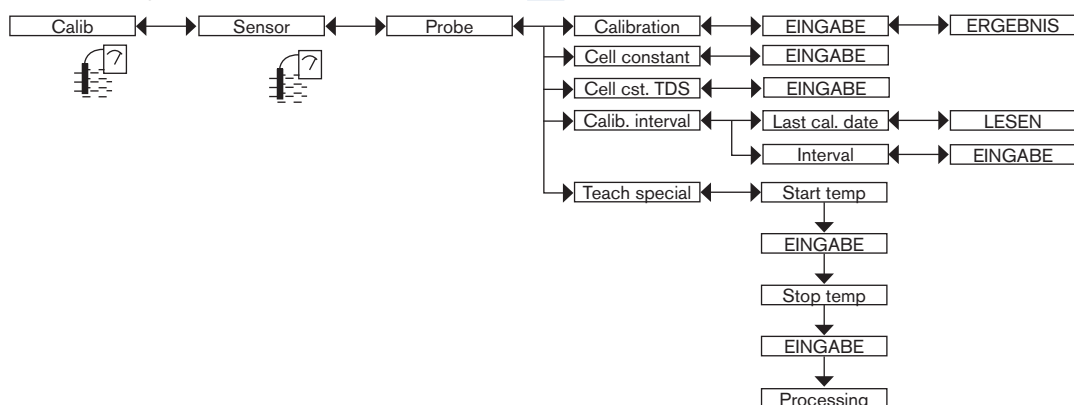 Calib Sensor Probe Calibration EINGABE ERGEBNIS
Cell constant EINGABE
Cell cst. TDS EINGABE
Calib. interval Last cal. date LESEN
Interval EINGABE
Teach special Start temp
EINGABE
Stop temp
EINGABE
Processing